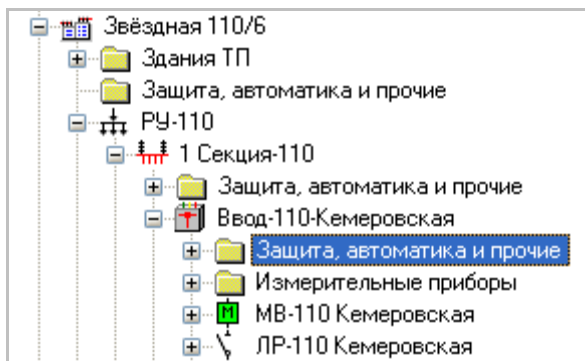 Звёздная 110/6
Здания ТП
Защита, автоматика и прочие
РУ-110
1 Секция-110
Защита, автоматика и прочие
Ввод-110-Кемеровская
Защита, автоматика и прочие
Измерительные приборы
М МВ-110 Кемеровская
ЛР-110 Кемеровская